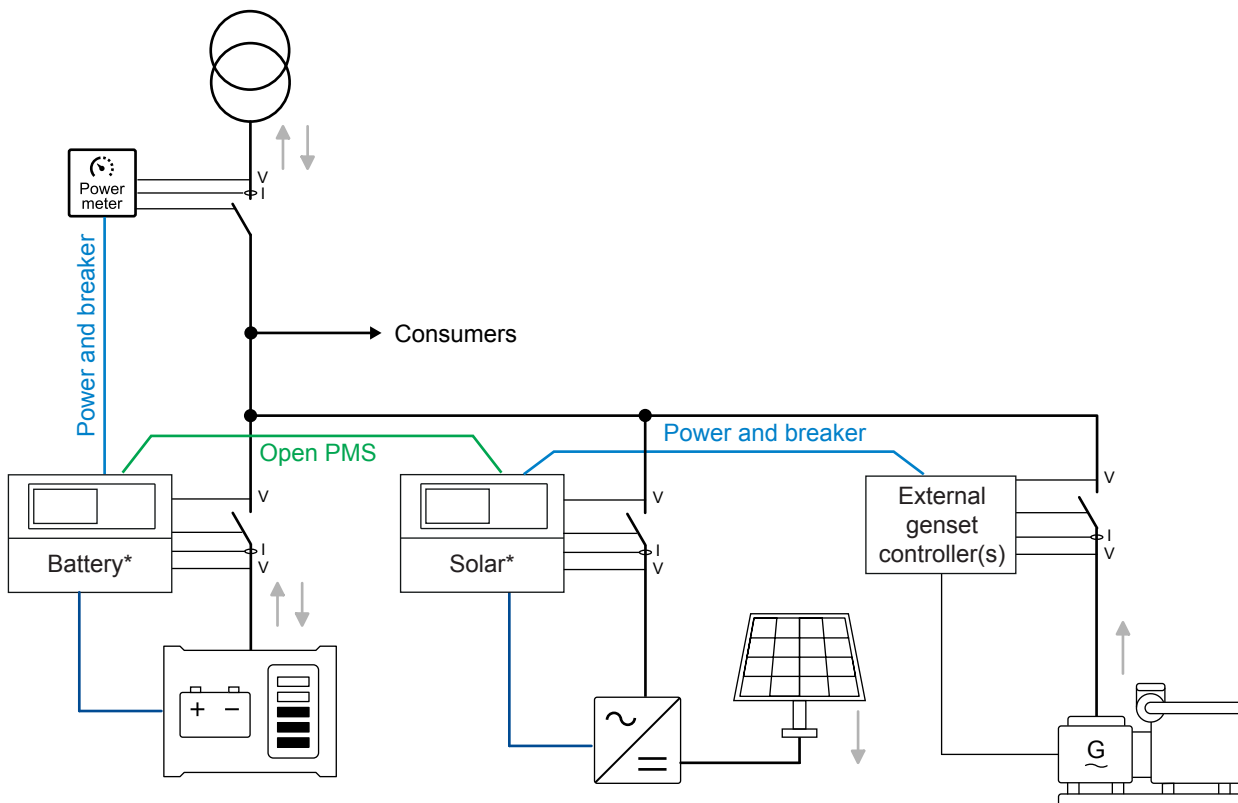 V
I
Power
meter
Power and breaker
Consumers
Open PMS
Power and breaker
Battery*
V
I
V
Solar*
V
I
V
External
genset
controller(s)
V
I
V
+ −
G